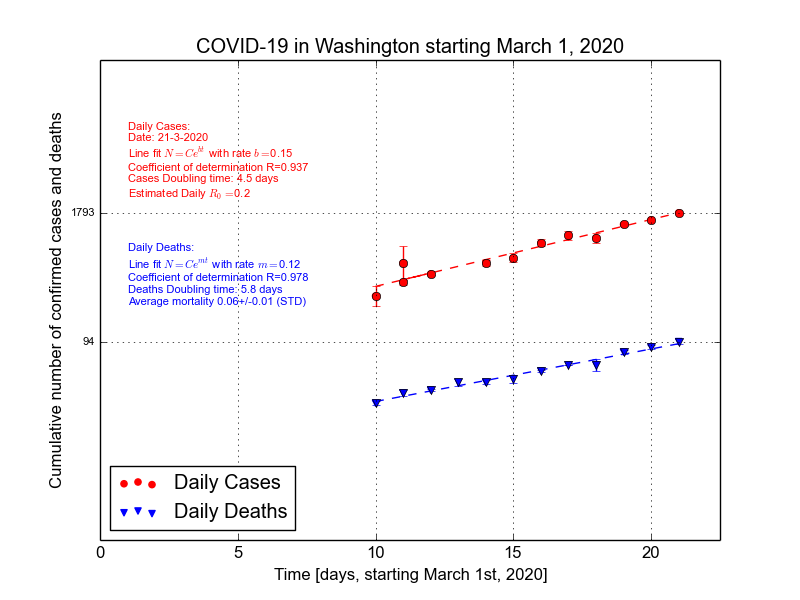 COVID-19 in Washington starting March 1, 2020
Cumulative number of confirmed cases and deaths
Daily Cases:
Date: 21-3-2020
Line fit N = Ce^{bt} with rate b =0.15
Coefficient of determination R=0.937
Cases Doubling time: 4.5 days
Estimated Daily R_0 =0.2
1793
Daily Deaths:
Line fit N = Ce^{mt} with rate m =0.12
Coefficient of determination R=0.978
Deaths Doubling time: 5.8 days
Average mortality 0.06+/-0.01 (STD)
94
Daily Cases
Daily Deaths
0 5 10 15 20
Time [days, starting March 1st, 2020]